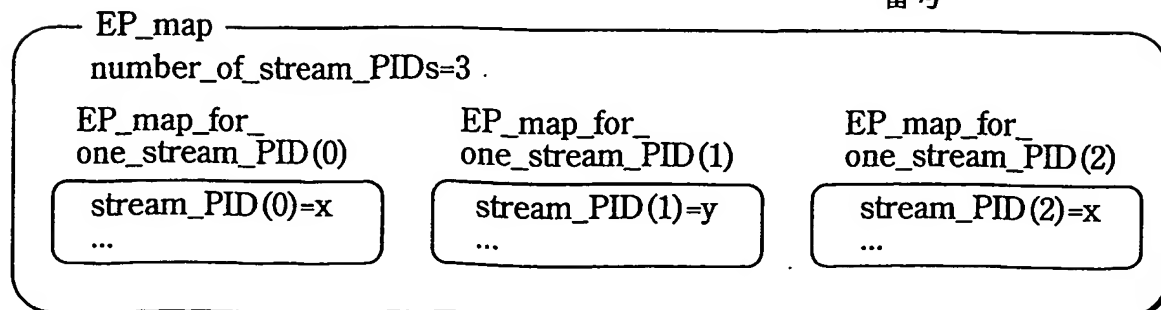 EP_map
number_of_stream_PIDs=3
EP_map_for_
one_stream_PID(0)
EP_map_for_
one_stream_PID(1)
EP_map_for_
one_stream_PID(2)
stream_PID(0)=x
...
stream_PID(1)=y
...
stream_PID(2)=x
...